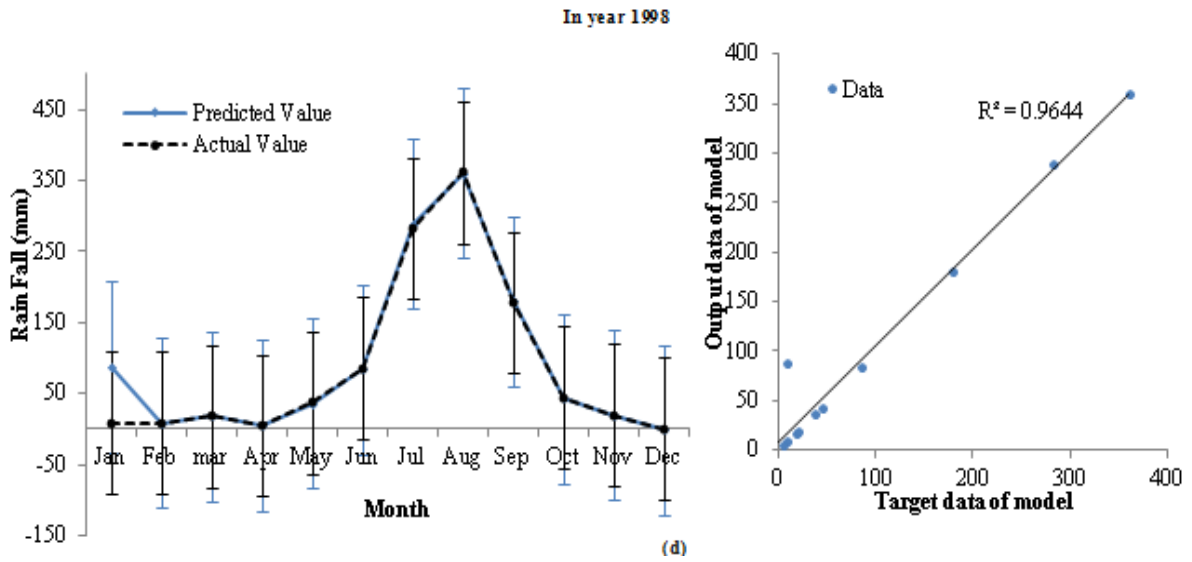 In year 1998
450
350
250
150
50
-50
-150
Rain Fall (mm)
Predicted Value
Actual Value
Jan Feb mar Apr May Jun Jul Aug Sep Oct Nov Dec
Month
400
350
300
250
200
150
100
50
0
Output data of model
Data
R² = 0.9644
0 100 200 300 400
Target data of model
(d)